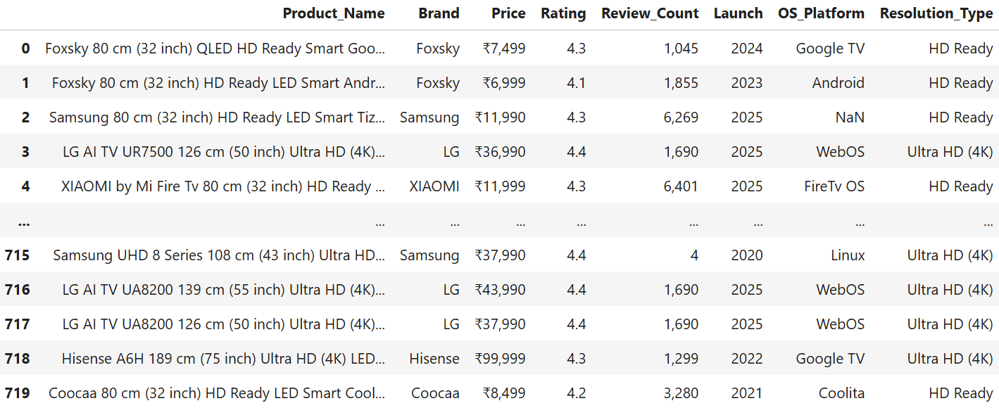 Product_Name Brand Price Rating Review_Count Launch OS_Platform Resolution_Type
0 Foxsky 80 cm (32 inch) QLED HD Ready Smart Goo... Foxsky ₹7,499 4.3 1,045 2024 Google TV HD Ready
1 Foxsky 80 cm (32 inch) HD Ready LED Smart Andr... Foxsky ₹6,999 4.1 1,855 2023 Android HD Ready
2 Samsung 80 cm (32 inch) HD Ready LED Smart Tiz... Samsung ₹11,990 4.3 6,269 2025 NaN HD Ready
3 LG AI TV UR7500 126 cm (50 inch) Ultra HD (4K)... LG ₹36,990 4.4 1,690 2025 WebOS Ultra HD (4K)
4 XIAOMI by Mi Fire Tv 80 cm (32 inch) HD Ready ... XIAOMI ₹11,999 4.3 6,401 2025 FireTv OS HD Ready
... ... ... ... ... ... ... ... ...
715 Samsung UHD 8 Series 108 cm (43 inch) Ultra HD... Samsung ₹37,990 4.4 4 2020 Linux Ultra HD (4K)
716 LG AI TV UA8200 139 cm (55 inch) Ultra HD (4K)... LG ₹43,990 4.4 1,690 2025 WebOS Ultra HD (4K)
717 LG AI TV UA8200 126 cm (50 inch) Ultra HD (4K)... LG ₹37,990 4.4 1,690 2025 WebOS Ultra HD (4K)
718 Hisense A6H 189 cm (75 inch) Ultra HD (4K) LED... Hisense ₹99,999 4.3 1,299 2022 Google TV Ultra HD (4K)
719 Coocaa 80 cm (32 inch) HD Ready LED Smart Cool... Coocaa ₹8,499 4.2 3,280 2021 Coolita HD Ready